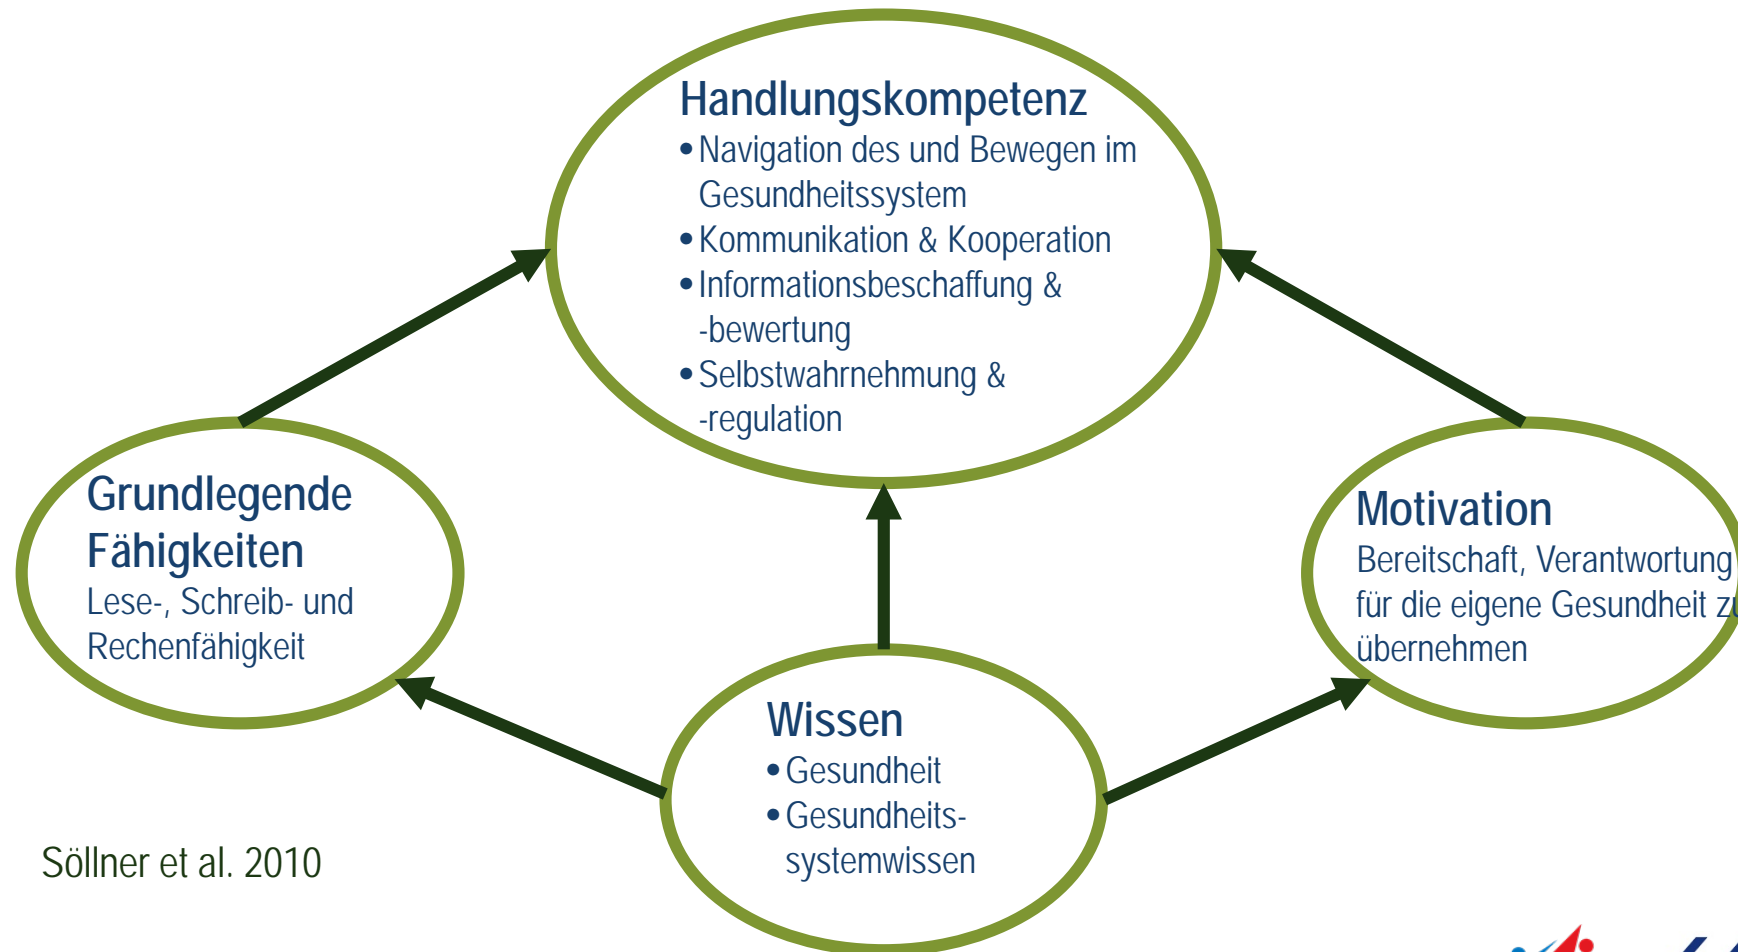 Handlungskompetenz
•Navigation des und Bewegen im
Gesundheitssystem
•Kommunikation & Kooperation
•Informationsbeschaffung &
-bewertung
•Selbstwahrnehmung &
-regulation
Grundlegende
Fähigkeiten
Lese-, Schreib- und
Rechenfähigkeit
Motivation
Bereitschaft, Verantwortung
für die eigene Gesundheit zu
übernehmen
Wissen
•Gesundheit
•Gesundheits-
systemwissen
Söllner et al. 2010